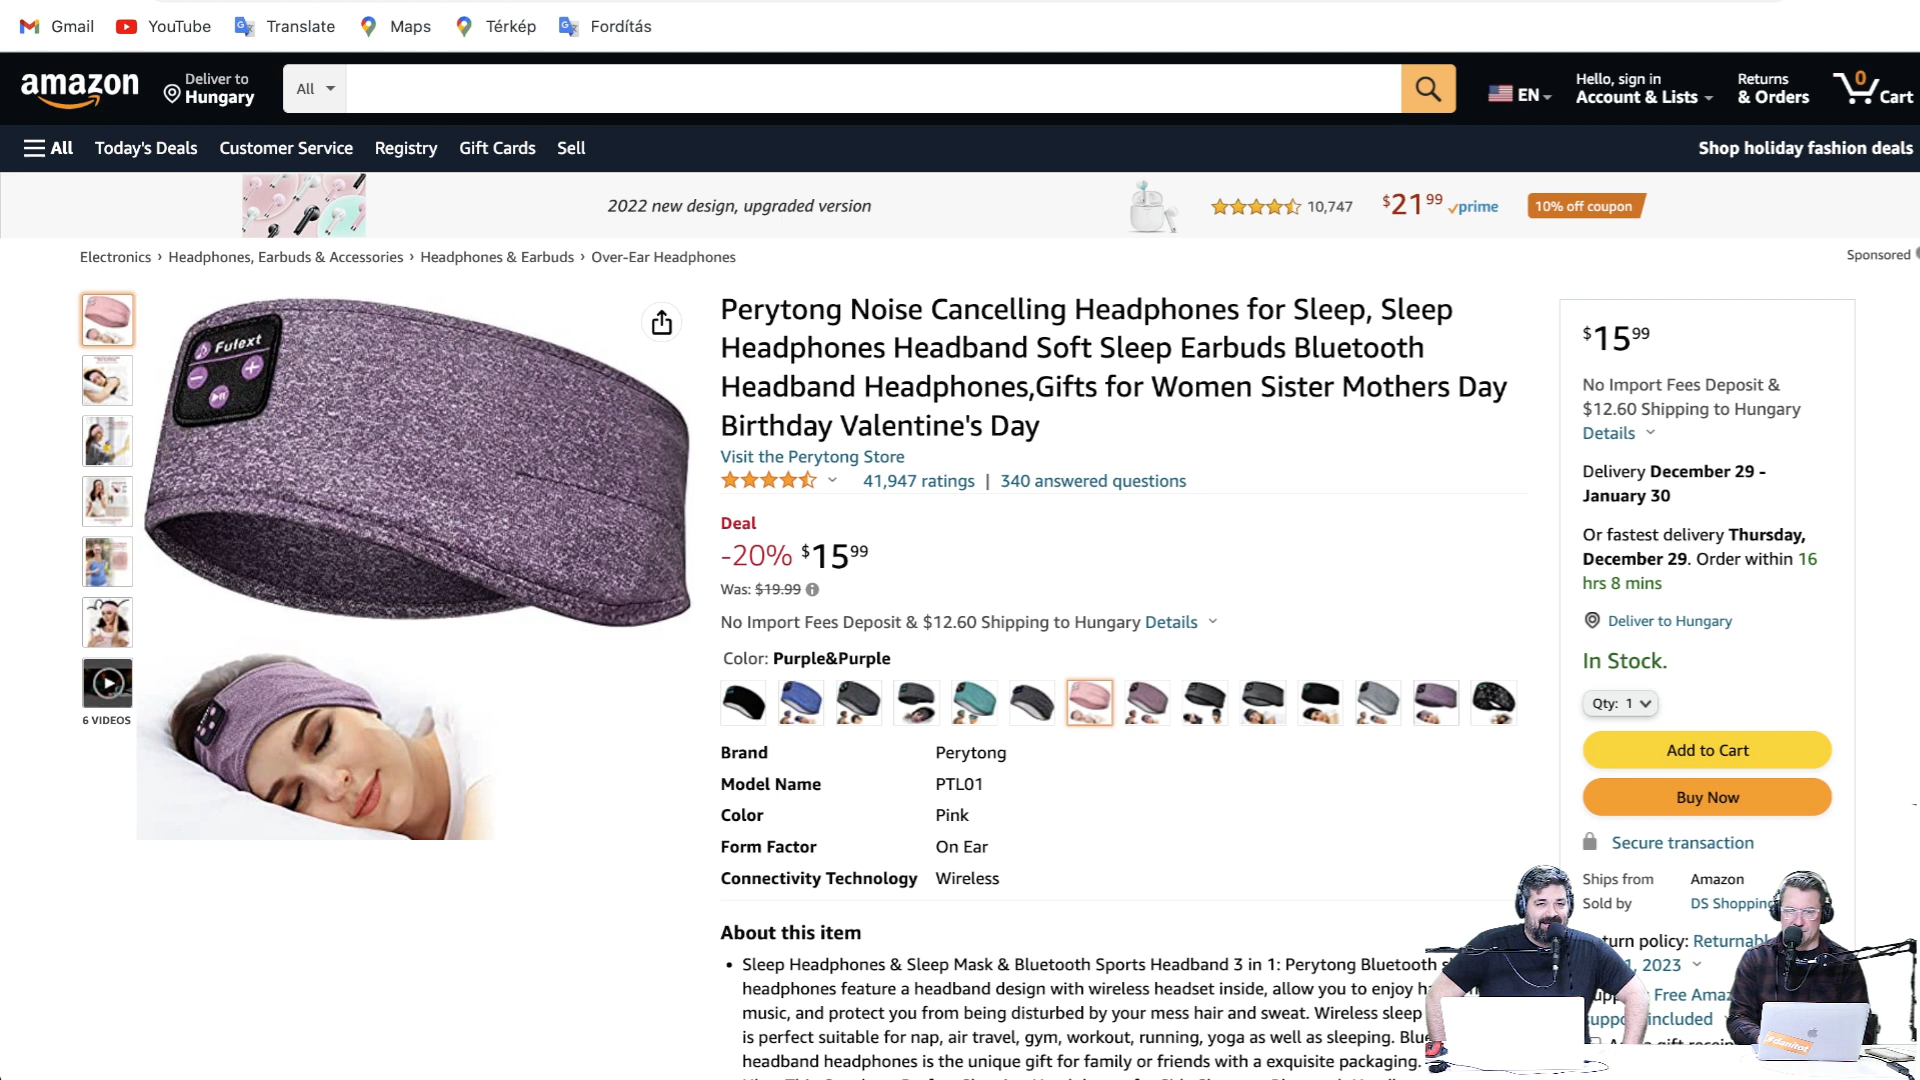 Gmail YouTube Translate Maps Térkép Fordítás
amazon
Deliver to
Hungary
All
EN
Hello, sign in
Account & Lists
Returns
& Orders
0
Cart
All Today's Deals Customer Service Registry Gift Cards Sell
Shop holiday fashion deals
2022 new design, upgraded version
10,747 $21.99 prime 10% off coupon
Sponsored
Electronics › Headphones, Earbuds & Accessories › Headphones & Earbuds › Over-Ear Headphones
Fulext
6 VIDEOS
Perytong Noise Cancelling Headphones for Sleep, Sleep
Headphones Headband Soft Sleep Earbuds Bluetooth
Headband Headphones,Gifts for Women Sister Mothers Day
Birthday Valentine's Day
Visit the Perytong Store
41,947 ratings | 340 answered questions
Deal
-20% $15 99
Was: $19.99
No Import Fees Deposit & $12.60 Shipping to Hungary Details
Color: Purple&Purple
Brand Perytong
Model Name PTL01
Color Pink
Form Factor On Ear
Connectivity Technology Wireless
About this item
• Sleep Headphones & Sleep Mask & Bluetooth Sports Headband 3 in 1: Perytong Bluetooth
headphones feature a headband design with wireless headset inside, allow you to enjoy
music, and protect you from being disturbed by your mess hair and sweat. Wireless sleep
is perfect suitable for nap, air travel, gym, workout, running, yoga as well as sleeping.
headband headphones is the unique gift for family or friends with a exquisite packaging.
$15 99
No Import Fees Deposit &
$12.60 Shipping to Hungary
Details
Delivery December 29 -
January 30
Or fastest delivery Thursday,
December 29. Order within 16
hrs 8 mins
Deliver to Hungary
In Stock.
Qty: 1
Add to Cart
Buy Now
Secure transaction
Ships from Amazon
Sold by DS Shopping
policy:
2023
Free
included